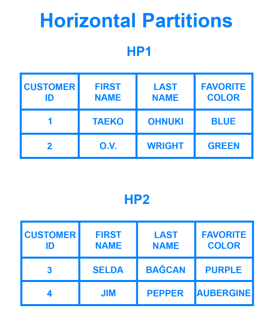 Horizontal Partitions
HP1
CUSTOMER ID FIRST NAME LAST NAME FAVORITE COLOR
1 TAEKO OHNUKI BLUE
2 O.V. WRIGHT GREEN
HP2
CUSTOMER ID FIRST NAME LAST NAME FAVORITE COLOR
3 SELDA BAĞCAN PURPLE
4 JIM PEPPER AUBERGINE